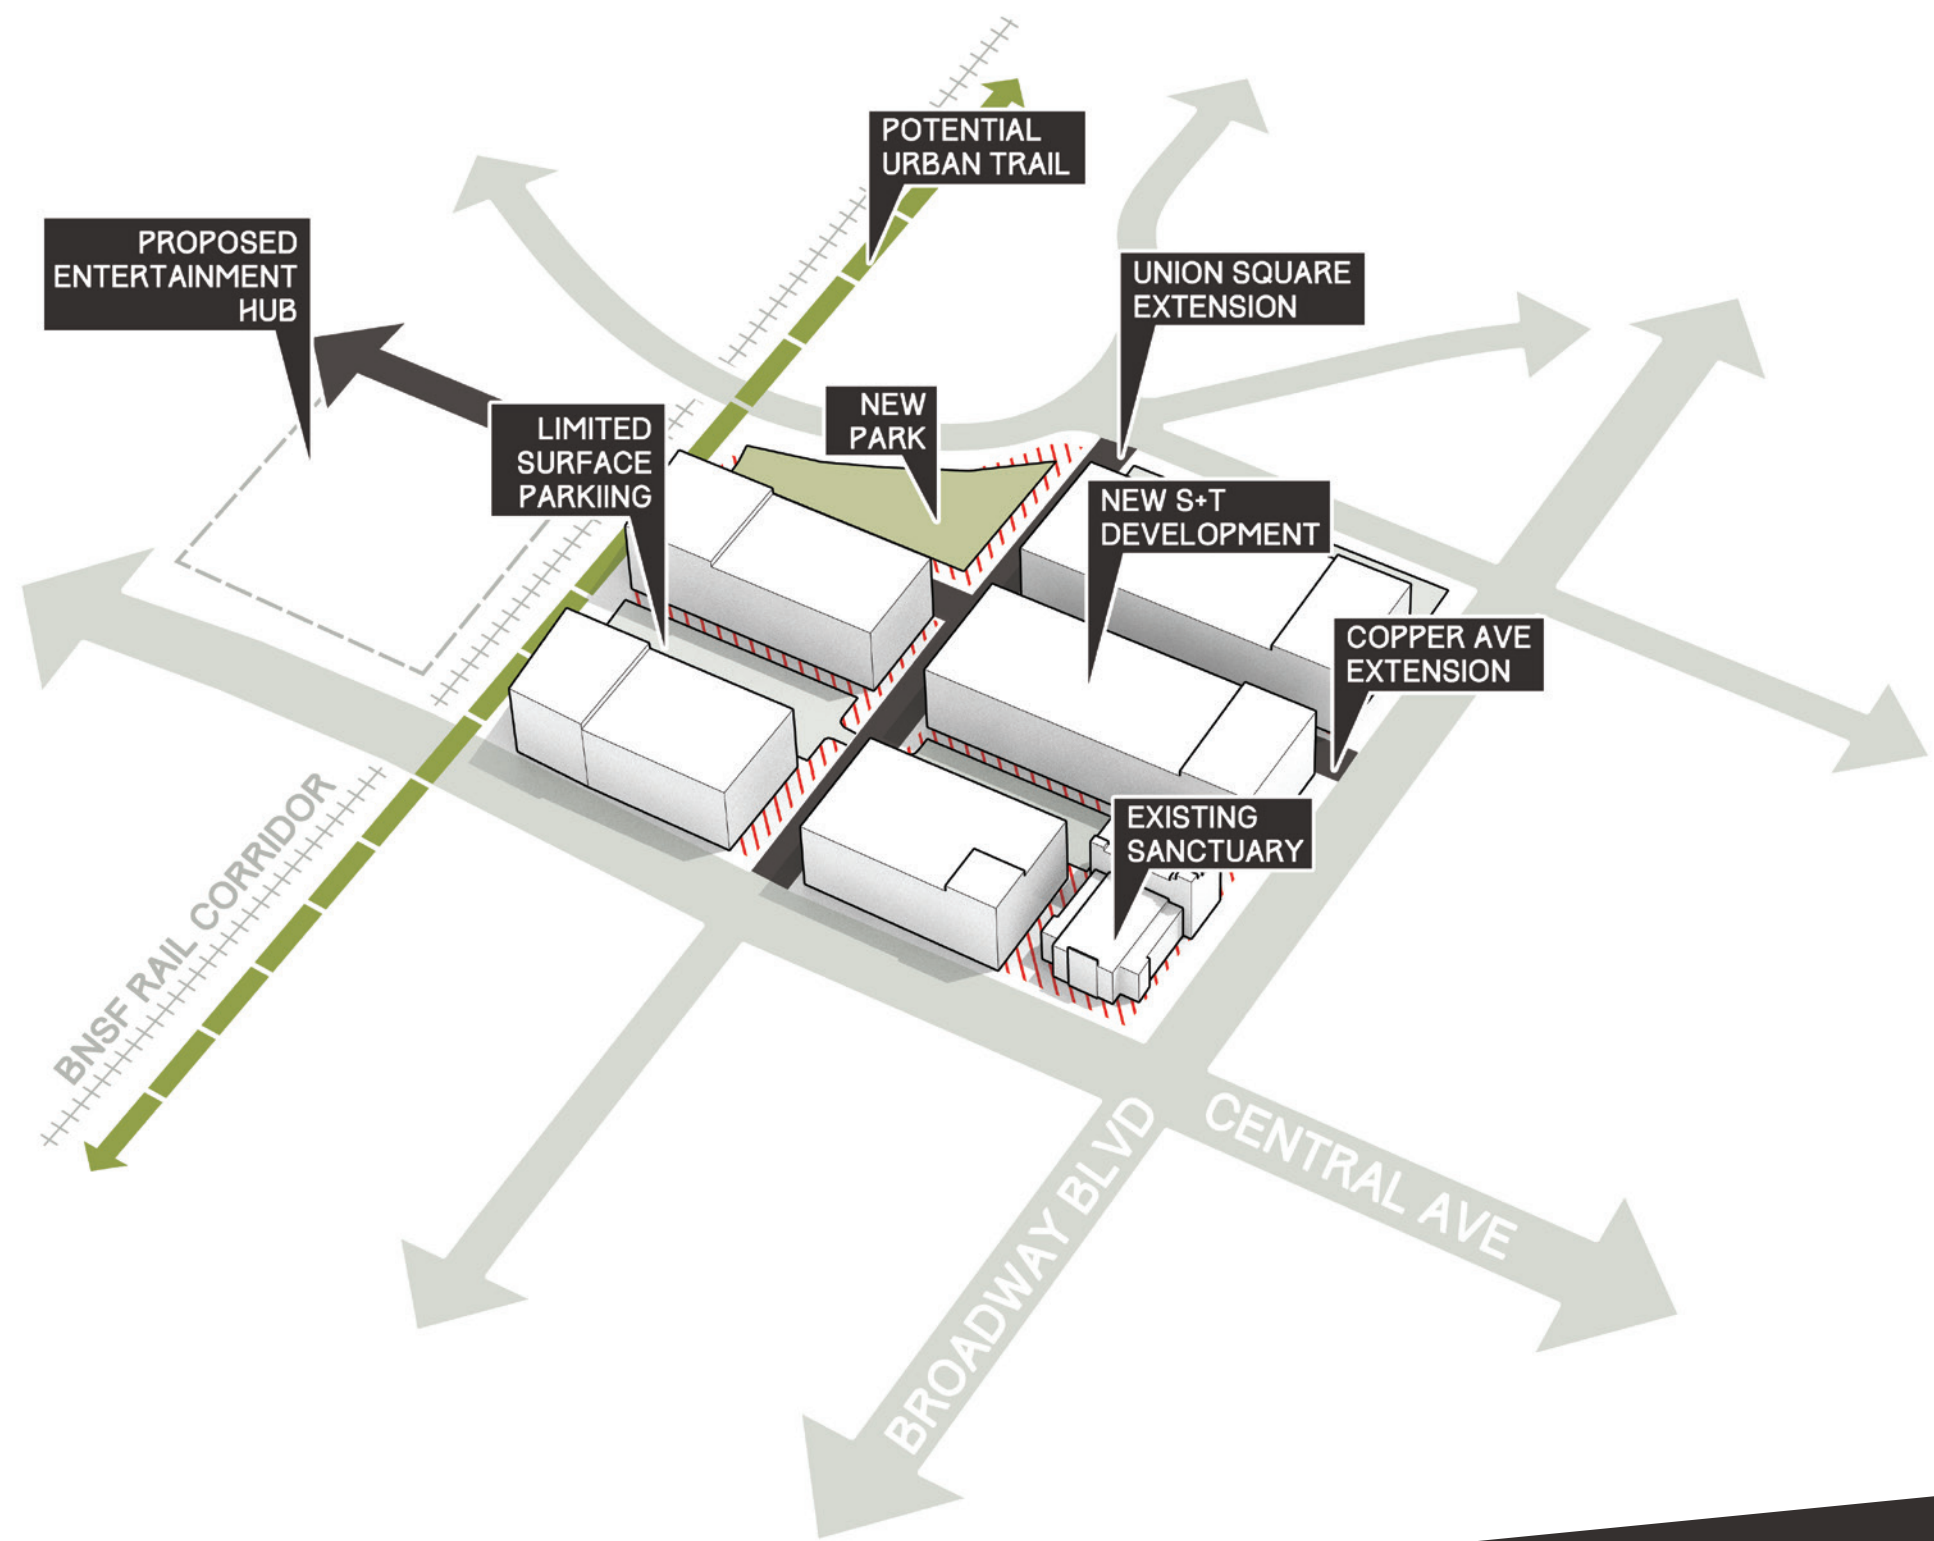 POTENTIAL
URBAN TRAIL
PROPOSED
ENTERTAINMENT
HUB
UNION SQUARE
EXTENSION
NEW
PARK
LIMITED
SURFACE
PARKIING
NEW S+T
DEVELOPMENT
COPPER AVE
EXTENSION
EXISTING
SANCTUARY
BNSF RAIL CORRIDOR
BROADWAY BLVD
CENTRAL AVE